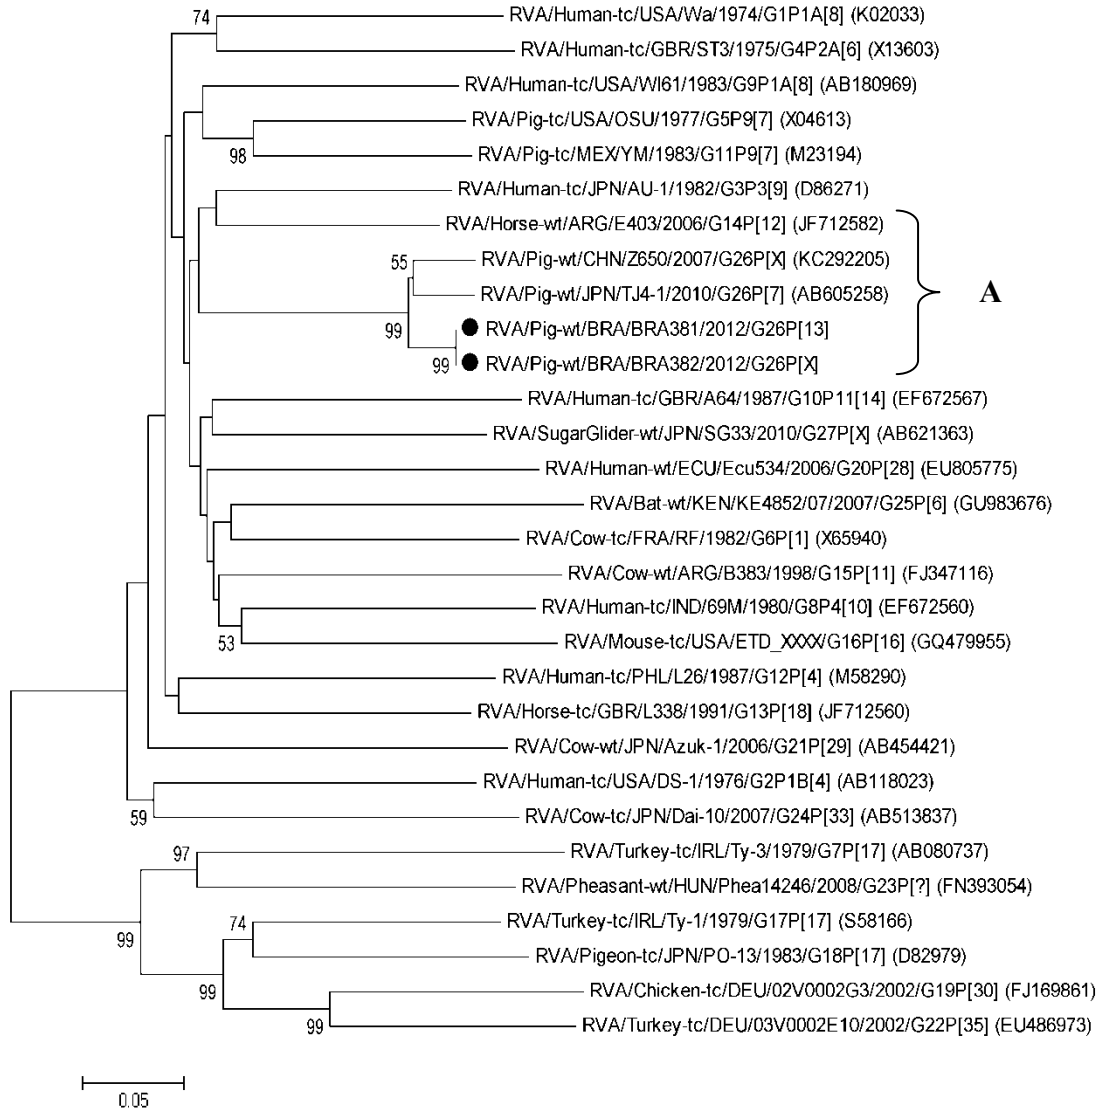 74
RVA/Human-tc/USA/Wa/1974/G1P1A[8] (K02033)
RVA/Human-tc/GBR/ST3/1975/G4P2A[6] (X13603)
RVA/Human-tc/USA/WI61/1983/G9P1A[8] (AB180969)
RVA/Pig-tc/USA/OSU/1977/G5P9[7] (X04613)
98
RVA/Pig-tc/MEX/YM/1983/G11P9[7] (M23194)
RVA/Human-tc/JPN/AU-1/1982/G3P3[9] (D86271)
RVA/Horse-wt/ARG/E403/2006/G14P[12] (JF712582)
55
RVA/Pig-wt/CHN/Z650/2007/G26P[X] (KC292205)
RVA/Pig-wt/JPN/TJ4-1/2010/G26P[7] (AB605258)
A
99
RVA/Pig-wt/BRA/BRA381/2012/G26P[13]
99
RVA/Pig-wt/BRA/BRA382/2012/G26P[X]
RVA/Human-tc/GBR/A64/1987/G10P11[14] (EF672567)
RVA/SugarGlider-wt/JPN/SG33/2010/G27P[X] (AB621363)
RVA/Human-wt/ECU/Ecu534/2006/G20P[28] (EU805775)
RVA/Bat-wt/KEN/KE4852/07/2007/G25P[6] (GU983676)
RVA/Cow-tc/FRA/RF/1982/G6P[1] (X65940)
RVA/Cow-wt/ARG/B383/1998/G15P[11] (FJ347116)
RVA/Human-tc/IND/69M/1980/G8P4[10] (EF672560)
53
RVA/Mouse-tc/USA/ETD_XXXX/G16P[16] (GQ479955)
RVA/Human-tc/PHL/L26/1987/G12P[4] (M58290)
RVA/Horse-tc/GBR/L338/1991/G13P[18] (JF712560)
RVA/Cow-wt/JPN/Azuk-1/2006/G21P[29] (AB454421)
RVA/Human-tc/USA/DS-1/1976/G2P1B[4] (AB118023)
59
RVA/Cow-tc/JPN/Dai-10/2007/G24P[33] (AB513837)
97
RVA/Turkey-tc/IRL/Ty-3/1979/G7P[17] (AB080737)
RVA/Pheasant-wt/HUN/Phea14246/2008/G23P[?] (FN393054)
99
74
RVA/Turkey-tc/IRL/Ty-1/1979/G17P[17] (S58166)
RVA/Pigeon-tc/JPN/PO-13/1983/G18P[17] (D82979)
99
RVA/Chicken-tc/DEU/02V0002G3/2002/G19P[30] (FJ169861)
99
RVA/Turkey-tc/DEU/03V0002E10/2002/G22P[35] (EU486973)
0.05